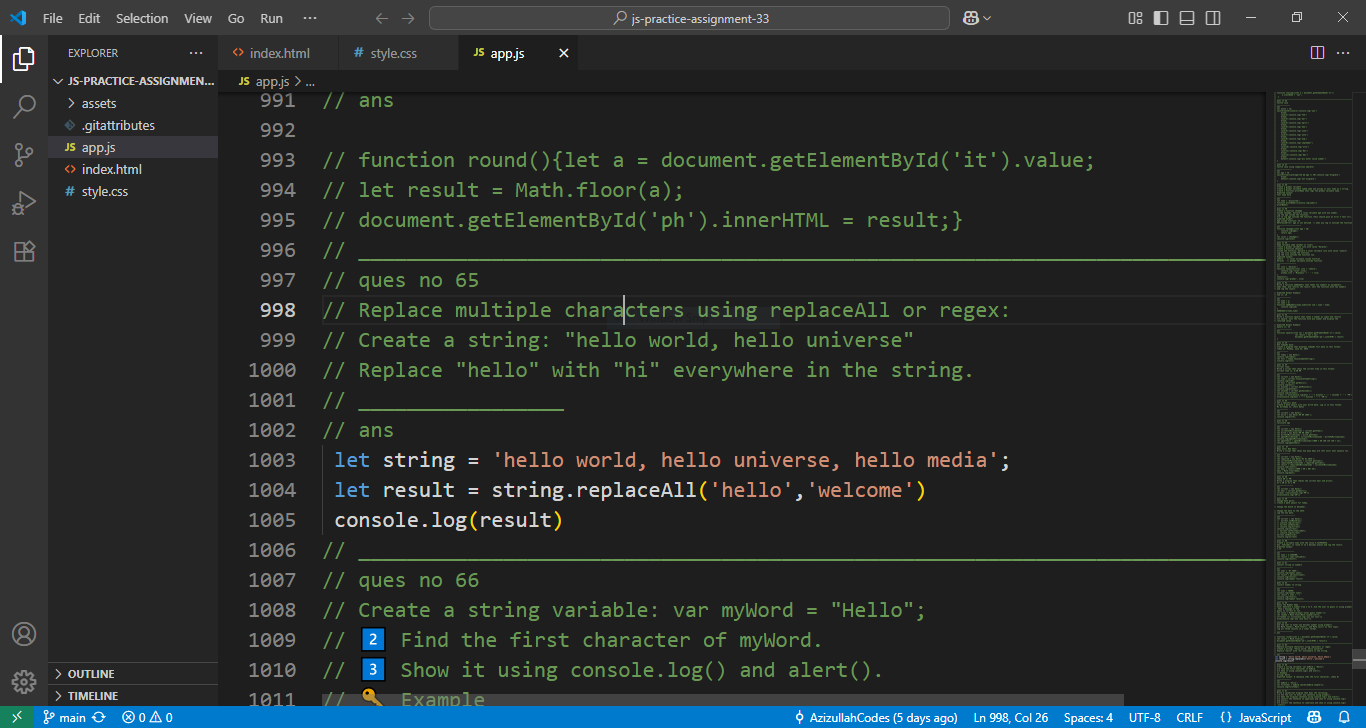 File Edit Selection View Go Run ··· js-practice-assignment-33
EXPLORER ···
JS-PRACTICE-ASSIGNMEN...
assets
.gitattributes
JS app.js
index.html
# style.css
OUTLINE
TIMELINE
index.html # style.css JS app.js
JS app.js > ...
991 // ans
992
993 // function round(){let a = document.getElementById('it').value;
994 // let result = Math.floor(a);
995 // document.getElementById('ph').innerHTML = result;}
996 // ___________________________________________________________________________
997 // ques no 65
998 // Replace multiple characters using replaceAll or regex:
999 // Create a string: "hello world, hello universe"
1000 // Replace "hello" with "hi" everywhere in the string.
1001 // _________________
1002 // ans
1003 let string = 'hello world, hello universe, hello media';
1004 let result = string.replaceAll('hello','welcome')
1005 console.log(result)
1006 // ___________________________________________________________________________
1007 // ques no 66
1008 // Create a string variable: var myWord = "Hello";
1009 // 2️⃣ Find the first character of myWord.
1010 // 3️⃣ Show it using console.log() and alert().
1011 // 🔑 Example
main 0 0 AzizullahCodes (5 days ago) Ln 998, Col 26 Spaces: 4 UTF-8 CRLF {} JavaScript